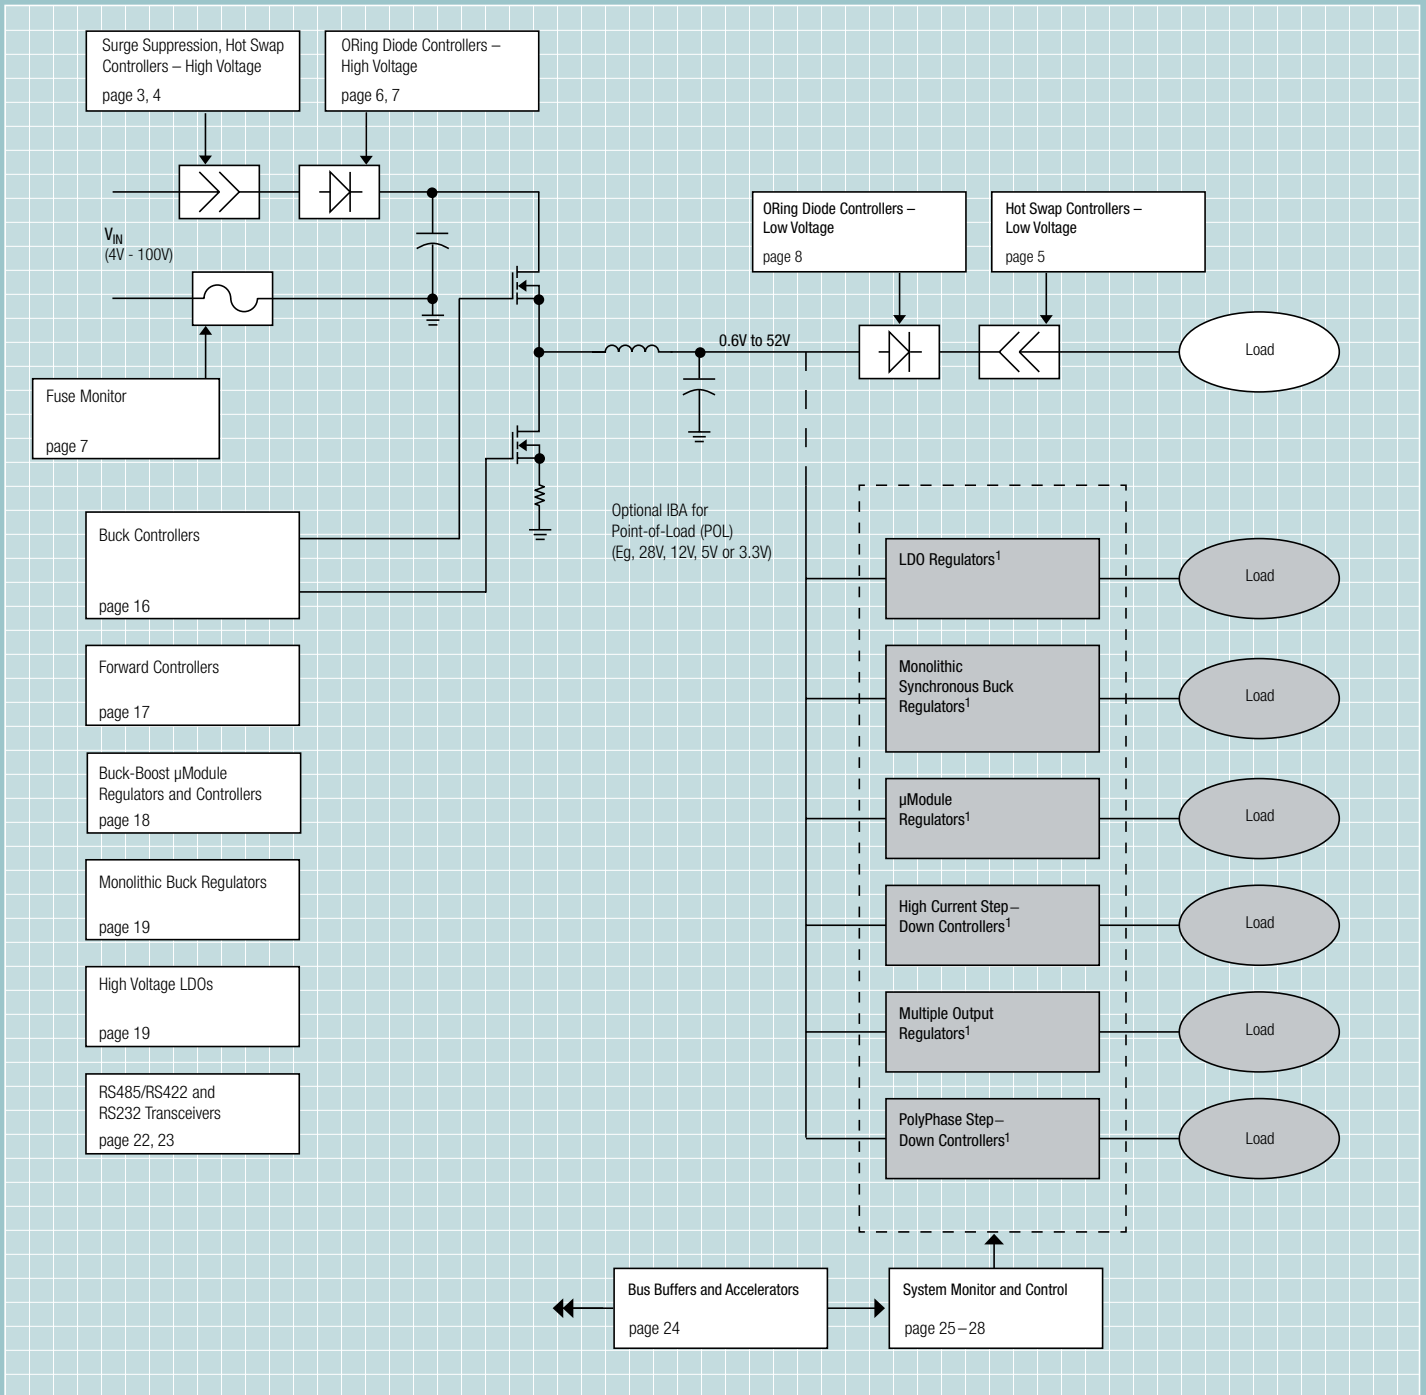 Surge Suppression, Hot Swap
Controllers – High Voltage
page 3, 4
ORing Diode Controllers –
High Voltage
page 6, 7
VIN
(4V - 100V)
ORing Diode Controllers –
Low Voltage
page 8
Hot Swap Controllers –
Low Voltage
page 5
0.6V to 52V
Load
Fuse Monitor
page 7
Optional IBA for
Point-of-Load (POL)
(Eg, 28V, 12V, 5V or 3.3V)
Buck Controllers
page 16
Forward Controllers
page 17
Buck-Boost µModule
Regulators and Controllers
page 18
Monolithic Buck Regulators
page 19
High Voltage LDOs
page 19
RS485/RS422 and
RS232 Transceivers
page 22, 23
LDO Regulators1
Load
Monolithic
Synchronous Buck
Regulators1
Load
µModule
Regulators1
Load
High Current Step–
Down Controllers1
Load
Multiple Output
Regulators1
Load
PolyPhase Step–
Down Controllers1
Load
Bus Buffers and Accelerators
page 24
System Monitor and Control
page 25–28